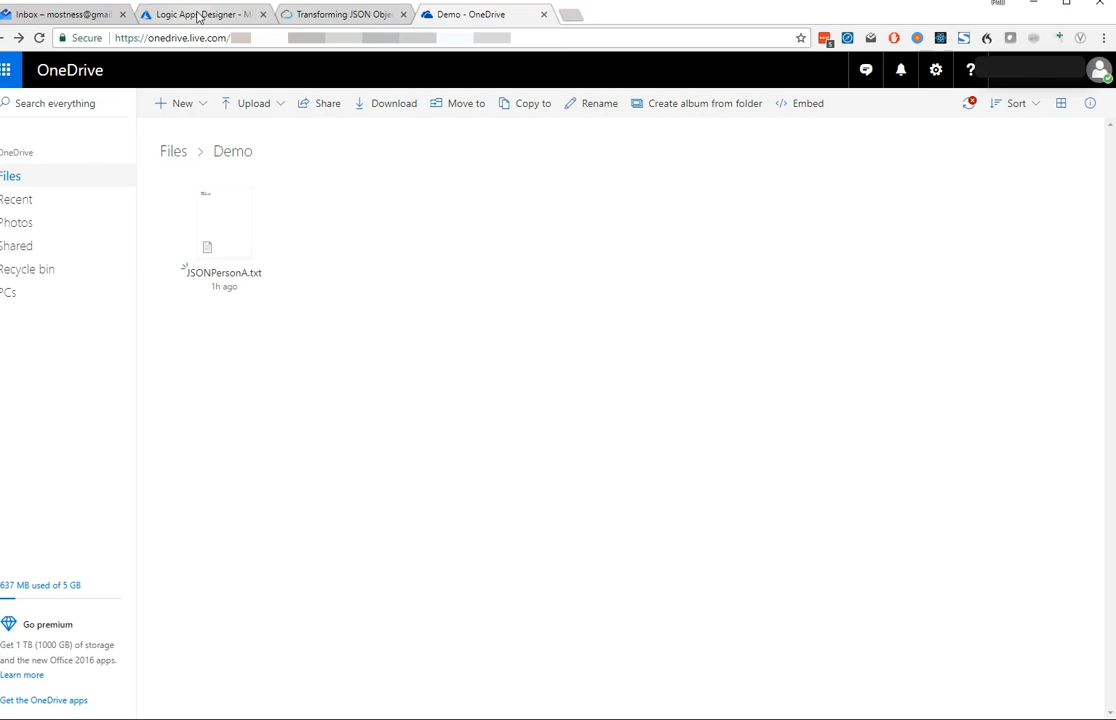 Inbox – mostness@gmai
Logic Apps Designer - M
Transforming JSON Obje
Demo - OneDrive
Secure https://onedrive.live.com/
5
OneDrive
?
Search everything
New
Upload
Share
Download
Move to
Copy to
Rename
Create album from folder
Embed
Sort
OneDrive
Files
Recent
Photos
Shared
Recycle bin
PCs
Files > Demo
JSONPersonA.txt
1h ago
637 MB used of 5 GB
Go premium
Get 1 TB (1000 GB) of storage
and the new Office 2016 apps.
Learn more
Get the OneDrive apps